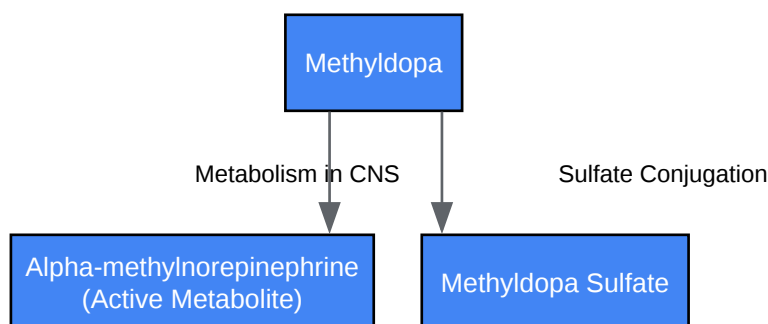 Methyldopa
Metabolism in CNS
Sulfate Conjugation
Alpha-methylnorepinephrine
(Active Metabolite)
Methyldopa Sulfate